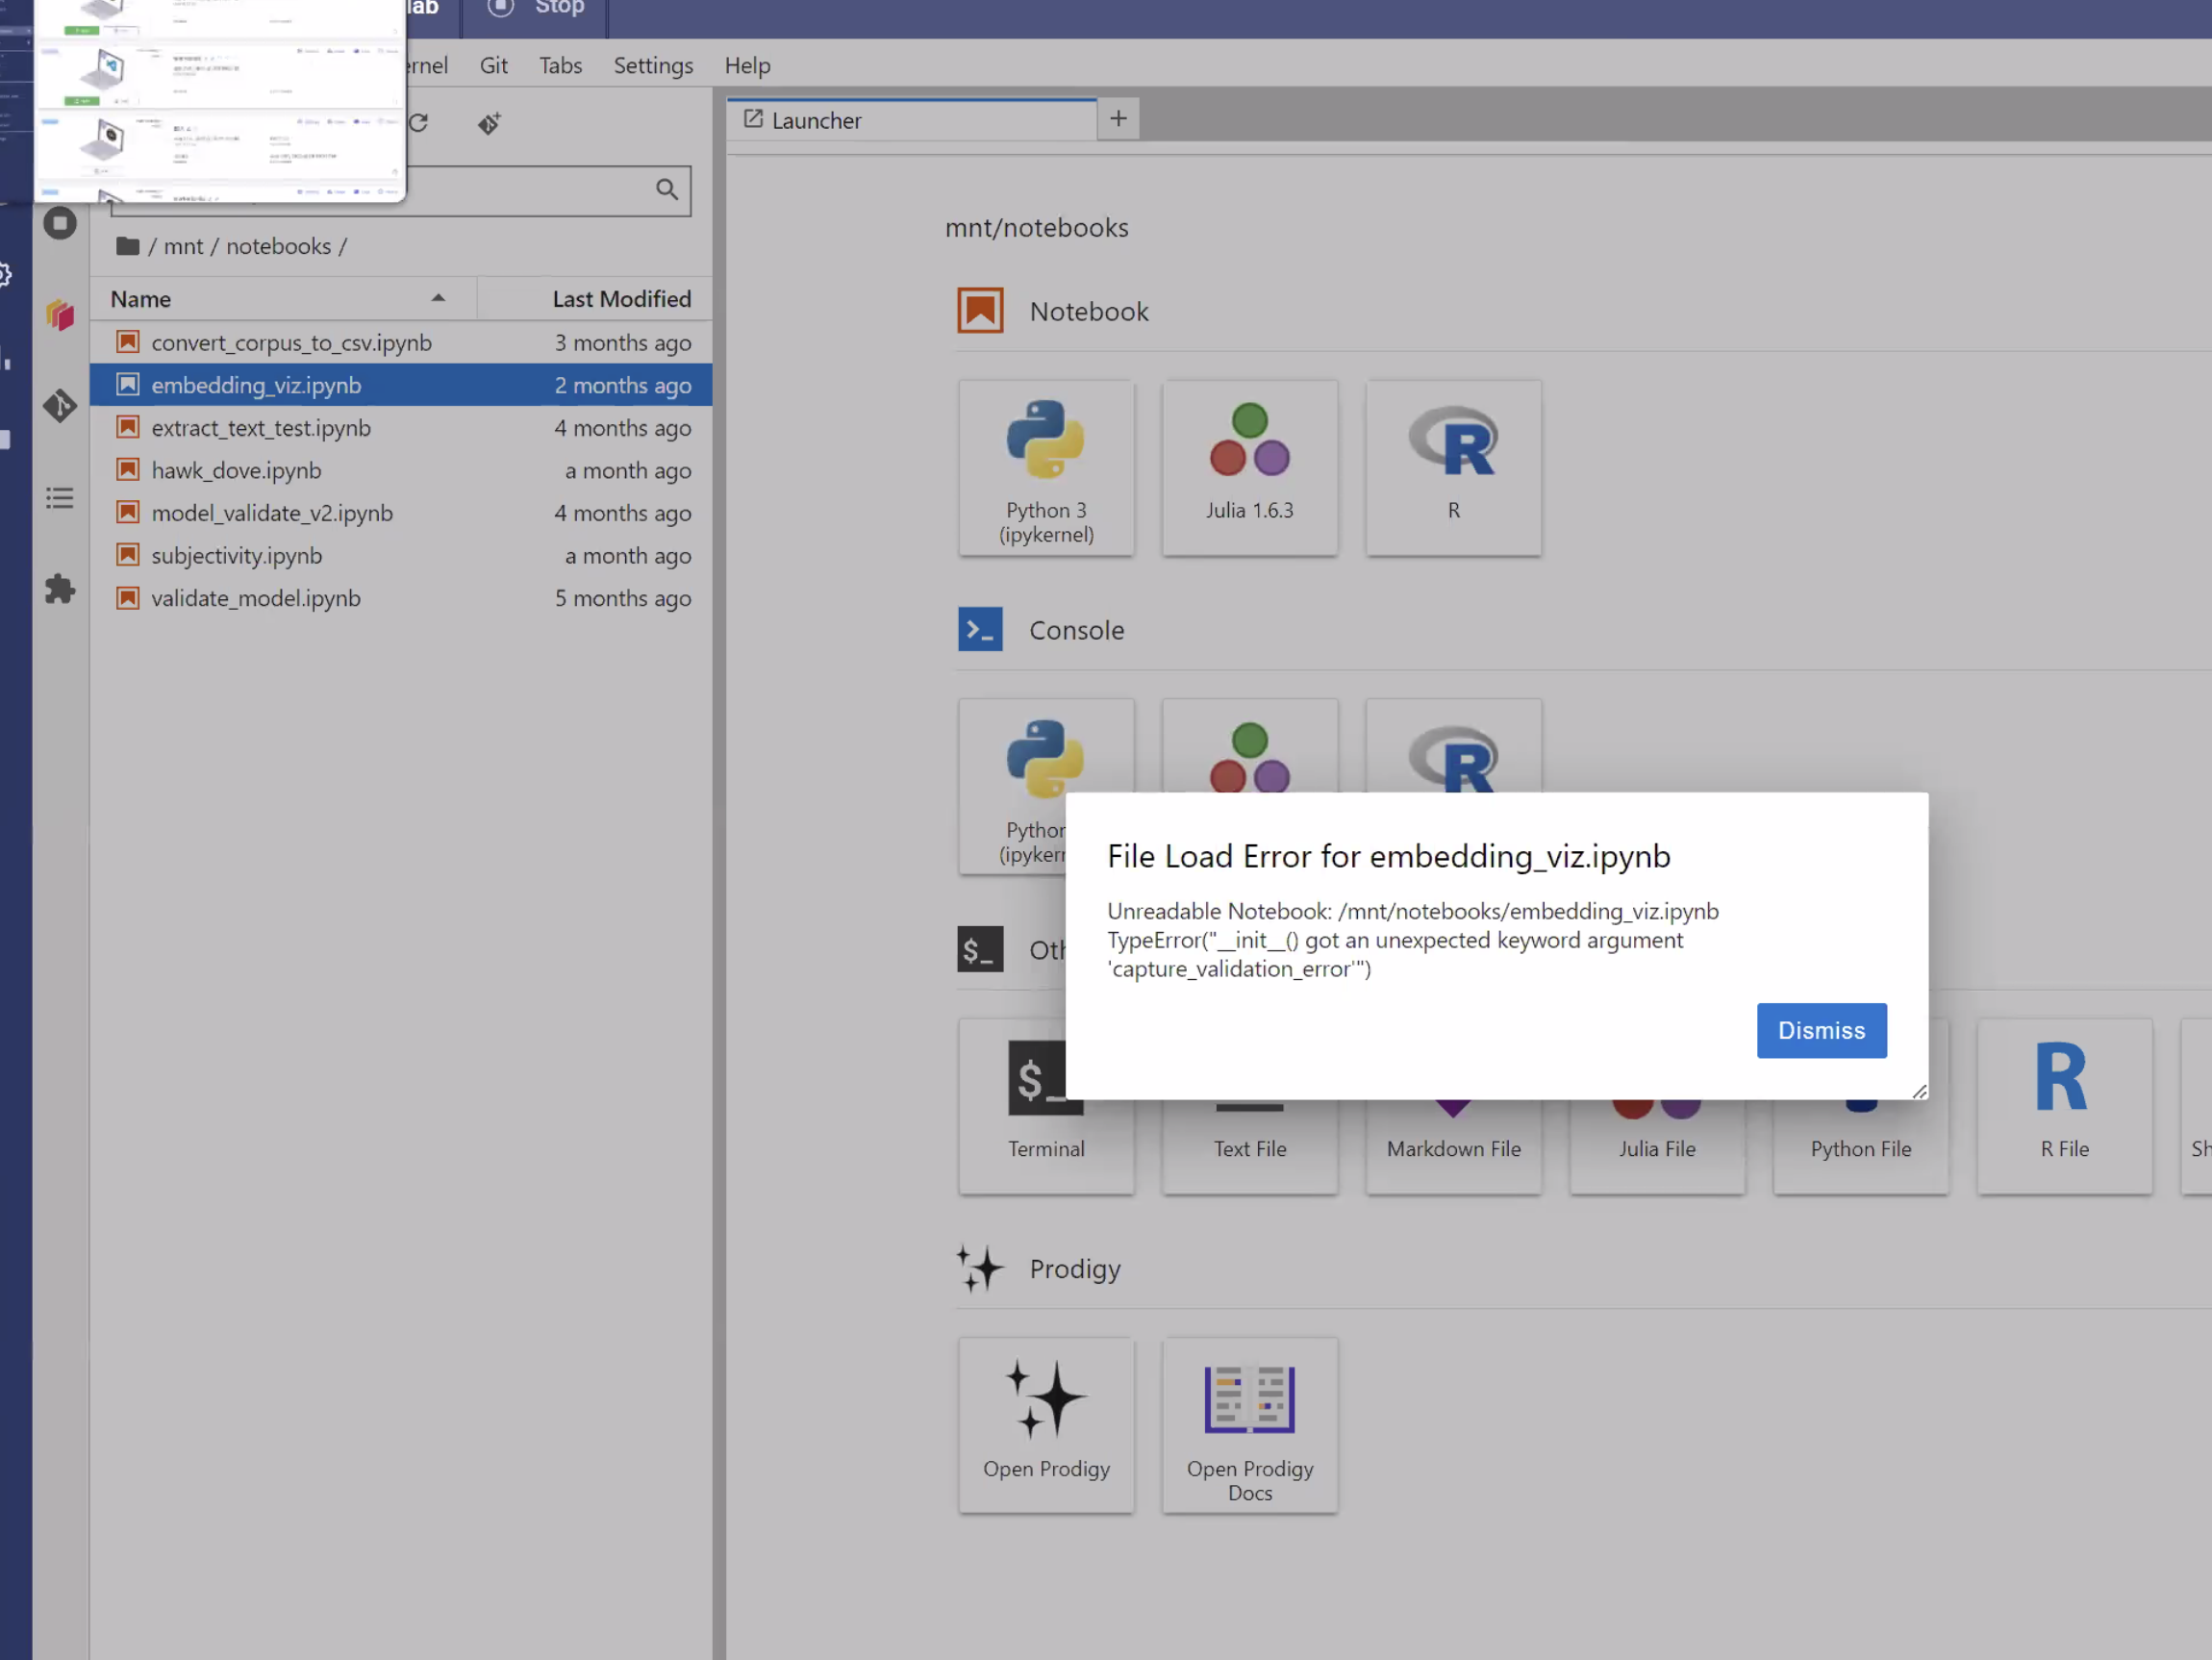 lab
Stop
ernel
Git
Tabs
Settings
Help
Launcher
/ mnt / notebooks /
Name
Last Modified
convert_corpus_to_csv.ipynb
3 months ago
embedding_viz.ipynb
2 months ago
extract_text_test.ipynb
4 months ago
hawk_dove.ipynb
a month ago
model_validate_v2.ipynb
4 months ago
subjectivity.ipynb
a month ago
validate_model.ipynb
5 months ago
mnt/notebooks
Notebook
Python 3
(ipykernel)
Julia 1.6.3
R
Console
Python
(ipykern
File Load Error for embedding_viz.ipynb
Unreadable Notebook: /mnt/notebooks/embedding_viz.ipynb
TypeError("__init__() got an unexpected keyword argument
'capture_validation_error'")
Dismiss
$_
Oth
$_
Terminal
Text File
Markdown File
Julia File
Python File
R File
Sh
Prodigy
Open Prodigy
Open Prodigy
Docs